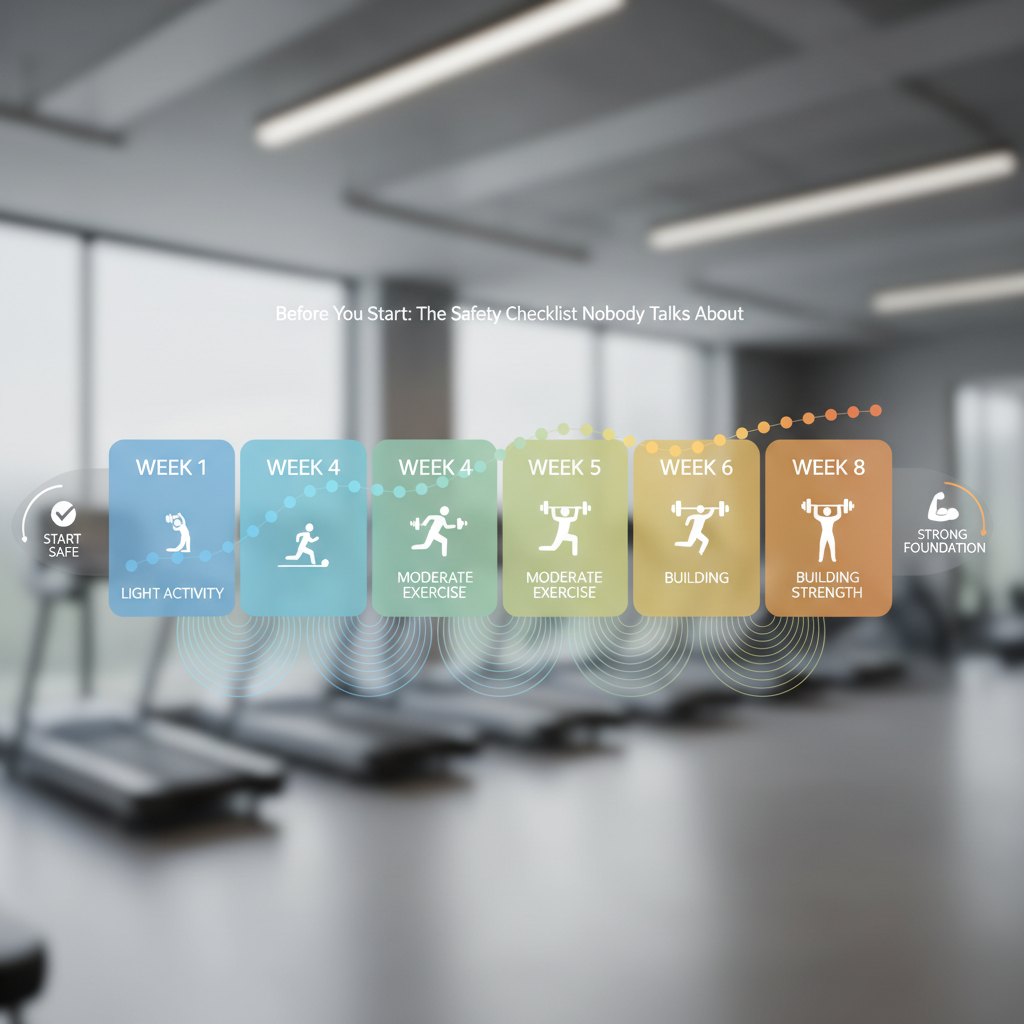 Before You Start: The Safety Checklist Nobody Talks About
START
SAFE
WEEK 1
LIGHT ACTIVITY
WEEK 4
WEEK 4
MODERATE
EXERCISE
WEEK 5
MODERATE
EXERCISE
WEEK 6
BUILDING
WEEK 8
BUILDING
STRENGTH
STRONG
FOUNDATION